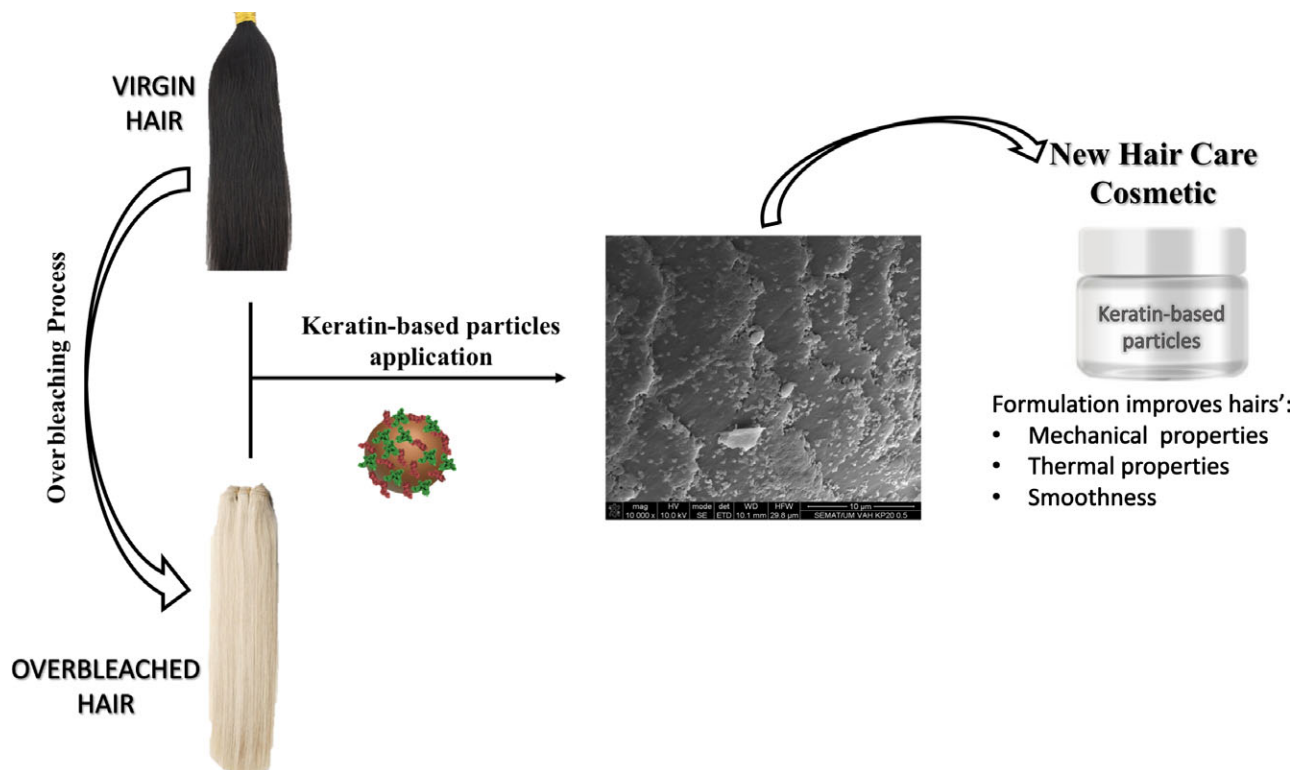 VIRGIN
HAIR
Overbleaching Process
OVERBLEACHED
HAIR
Keratin-based particles
application
mag HV mode det WD HFW 10 µm
10 000 x 10.0 kV SE ETD 10.1 mm 29.8 µm SEMAT/UM VAH KP20 0.5
New Hair Care
Cosmetic
Keratin-based
particles
Formulation improves hairs':
• Mechanical properties
• Thermal properties
• Smoothness